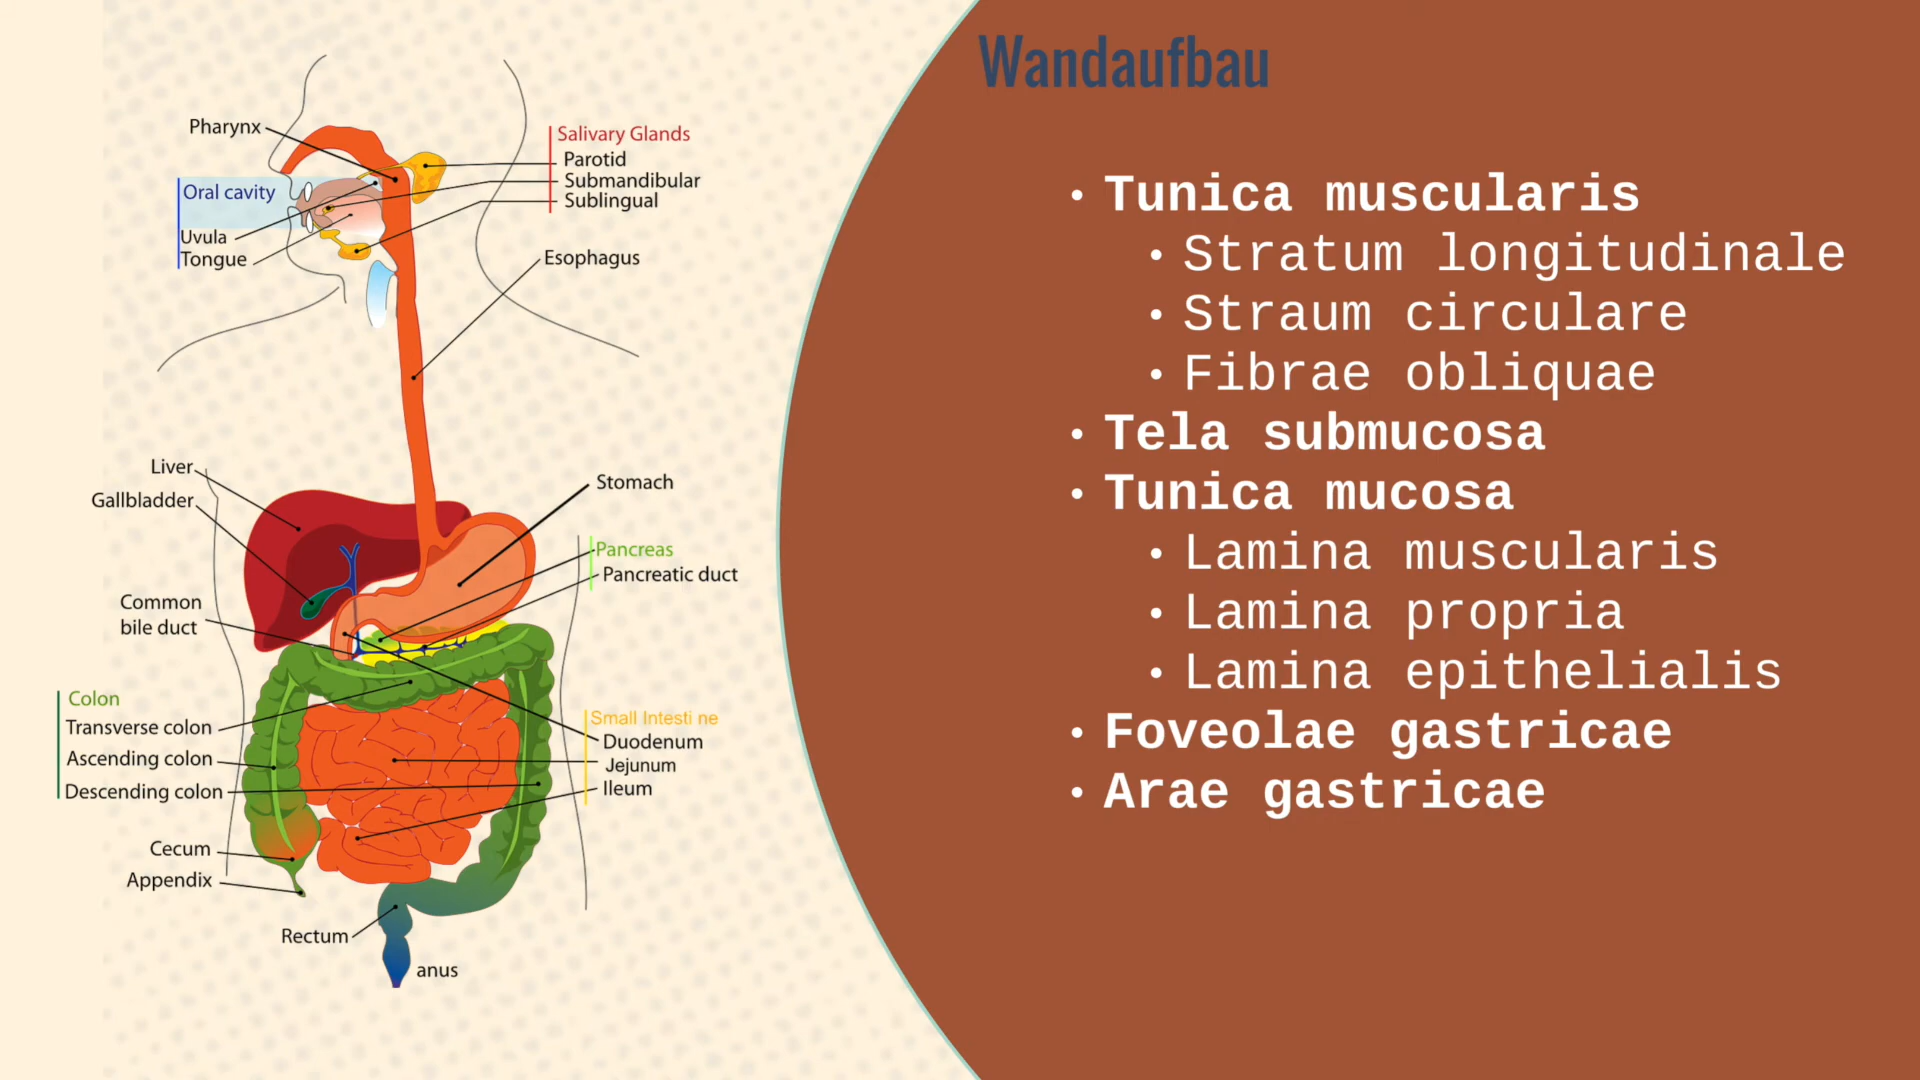 Wandaufbau
Pharynx
Oral cavity
Uvula
Tongue
Salivary Glands
Parotid
Submandibular
Sublingual
Esophagus
Liver
Gallbladder
Stomach
Pancreas
Pancreatic duct
Common
bile duct
Colon
Transverse colon
Ascending colon
Descending colon
Small Intesti ne
Duodenum
Jejunum
Ileum
Cecum
Appendix
Rectum
anus
• Tunica muscularis
• Stratum longitudinale
• Straum circulare
• Fibrae obliquae
• Tela submucosa
• Tunica mucosa
• Lamina muscularis
• Lamina propria
• Lamina epithelialis
• Foveolae gastricae
• Arae gastricae